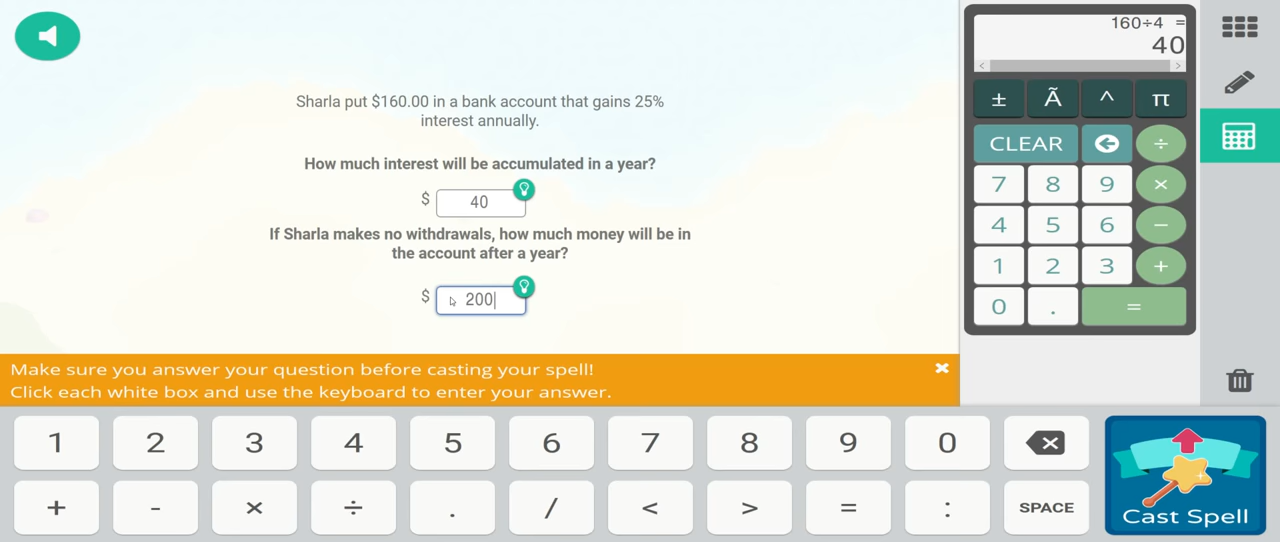 Sharla put $160.00 in a bank account that gains 25%
interest annually.
How much interest will be accumulated in a year?
$ 40
If Sharla makes no withdrawals, how much money will be in
the account after a year?
$ 200
Make sure you answer your question before casting your spell!
Click each white box and use the keyboard to enter your answer.
160÷4 =
40
± Ã ^ π
CLEAR ÷
7 8 9 ×
4 5 6 −
1 2 3 +
0 . =
1 2 3 4 5 6 7 8 9 0
+ - × ÷ . / < > = : SPACE
Cast Spell